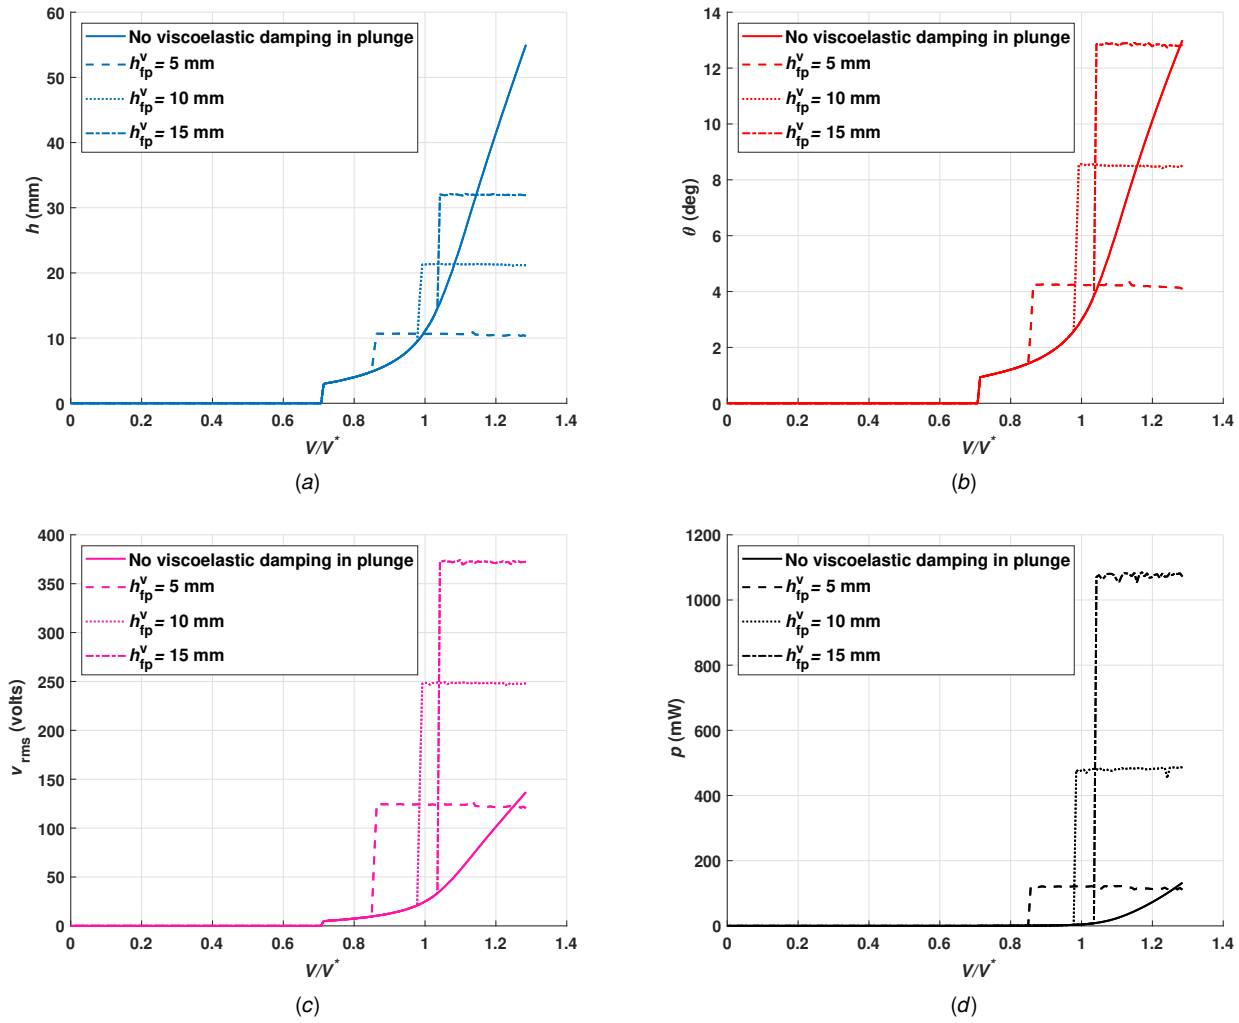 60
50
40
30
20
10
0
h (mm)
No viscoelastic damping in plunge
h^v_fp = 5 mm
h^v_fp = 10 mm
h^v_fp = 15 mm
0 0.2 0.4 0.6 0.8 1 1.2 1.4
V/V*
(a)
14
12
10
8
6
4
2
0
θ (deg)
No viscoelastic damping in plunge
h^v_fp = 5 mm
h^v_fp = 10 mm
h^v_fp = 15 mm
0 0.2 0.4 0.6 0.8 1 1.2 1.4
V/V*
(b)
400
350
300
250
200
150
100
50
0
v_rms (volts)
No viscoelastic damping in plunge
h^v_fp = 5 mm
h^v_fp = 10 mm
h^v_fp = 15 mm
0 0.2 0.4 0.6 0.8 1 1.2 1.4
V/V*
(c)
1200
1000
800
600
400
200
0
p (mW)
No viscoelastic damping in plunge
h^v_fp = 5 mm
h^v_fp = 10 mm
h^v_fp = 15 mm
0 0.2 0.4 0.6 0.8 1 1.2 1.4
V/V*
(d)